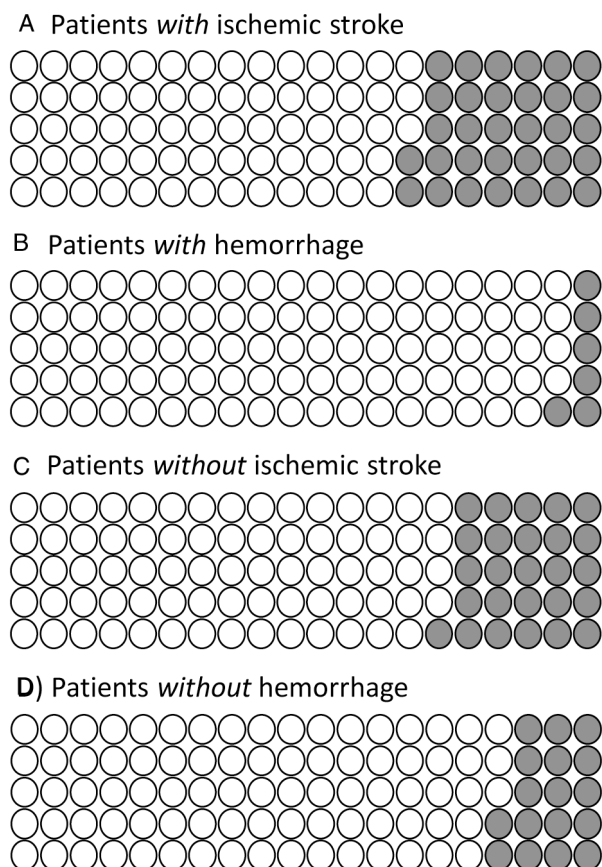 A Patients with ischemic stroke
B Patients with hemorrhage
C Patients without ischemic stroke
D) Patients without hemorrhage